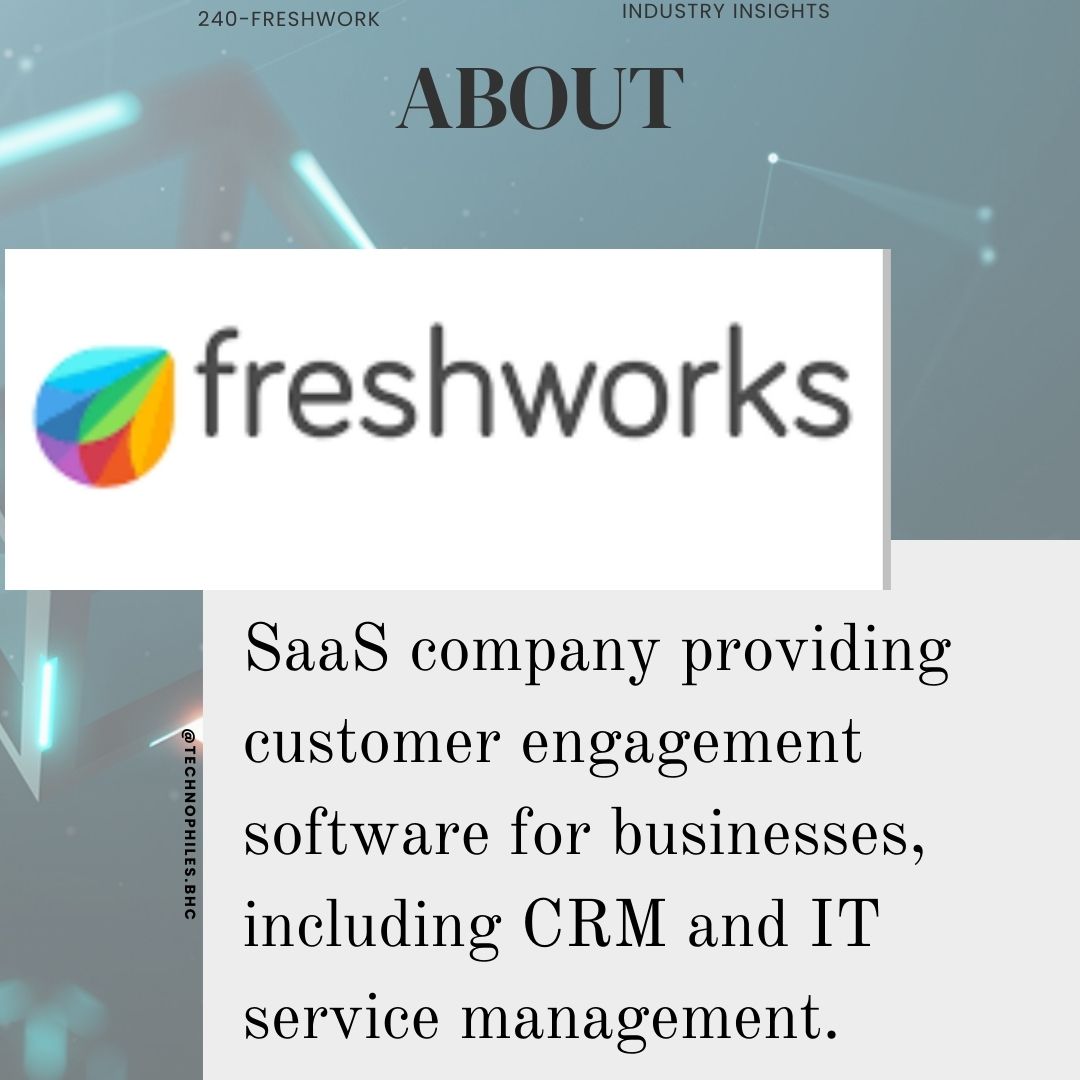 240-FRESHWORK
INDUSTRY INSIGHTS
ABOUT
freshworks
SaaS company providing
customer engagement
software for businesses,
including CRM and IT
service management.
@TECHNOPHILES.BHC